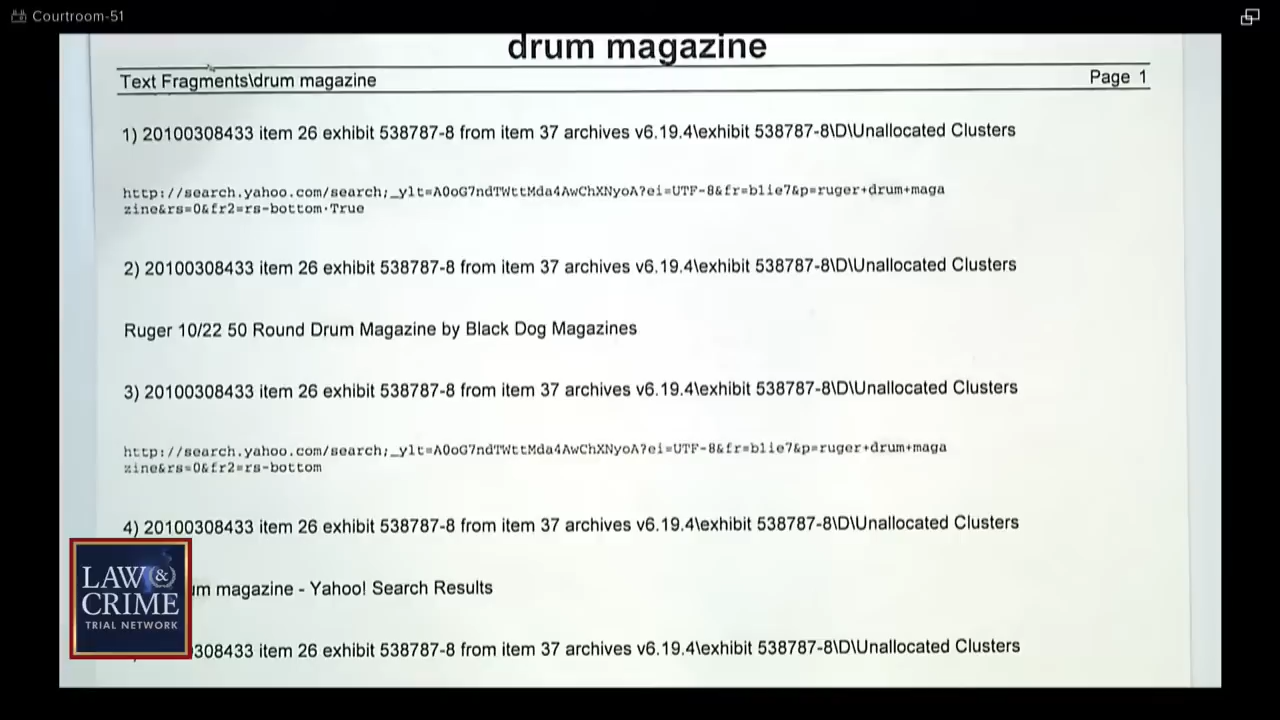 Courtroom-51
drum magazine
Text Fragments\drum magazine Page 1
1) 20100308433 item 26 exhibit 538787-8 from item 37 archives v6.19.4\exhibit 538787-8\D\Unallocated Clusters
http://search.yahoo.com/search;_ylt=A0oG7ndTWttMda4AwChXNyoA?ei=UTF-8&fr=b1ie7&p=ruger+drum+maga
zine&rs=0&fr2=rs-bottom·True
2) 20100308433 item 26 exhibit 538787-8 from item 37 archives v6.19.4\exhibit 538787-8\D\Unallocated Clusters
Ruger 10/22 50 Round Drum Magazine by Black Dog Magazines
3) 20100308433 item 26 exhibit 538787-8 from item 37 archives v6.19.4\exhibit 538787-8\D\Unallocated Clusters
http://search.yahoo.com/search;_ylt=A0oG7ndTWttMda4AwChXNyoA?ei=UTF-8&fr=b1ie7&p=ruger+drum+maga
zine&rs=0&fr2=rs-bottom
4) 20100308433 item 26 exhibit 538787-8 from item 37 archives v6.19.4\exhibit 538787-8\D\Unallocated Clusters
um magazine - Yahoo! Search Results
308433 item 26 exhibit 538787-8 from item 37 archives v6.19.4\exhibit 538787-8\D\Unallocated Clusters
LAW &
CRIME
TRIAL NETWORK